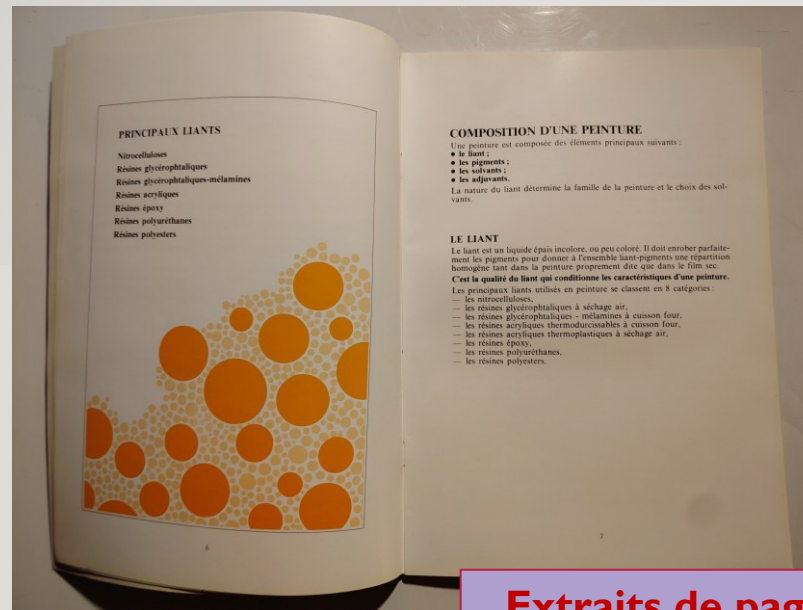 PRINCIPAUX LIANTS
Nitrocelluloses
Résines glycérophtaliques
Résines glycérophtaliques-mélamines
Résines acryliques
Résines époxy
Résines polyuréthanes
Résines polyesters
6
COMPOSITION D'UNE PEINTURE
Une peinture est composée des éléments principaux suivants :
• le liant ;
• les pigments ;
• les solvants ;
• les adjuvants.
La nature du liant détermine la famille de la peinture et le choix des sol-
vants.
LE LIANT
Le liant est un liquide épais incolore, ou peu coloré. Il doit enrober parfaite-
ment les pigments pour donner à l'ensemble liant-pigments une répartition
homogène tant dans la peinture proprement dite que dans le film sec.
C'est la qualité du liant qui conditionne les caractéristiques d'une peinture.
Les principaux liants utilisés en peinture se classent en 8 catégories :
— les nitrocelluloses,
— les résines glycérophtaliques à séchage air,
— les résines glycérophtaliques - mélamines à cuisson four,
— les résines acryliques thermodurcissables à cuisson four,
— les résines acryliques thermoplastiques à séchage air,
— les résines époxy,
— les résines polyuréthanes,
— les résines polyesters.
7
Extraits de pag